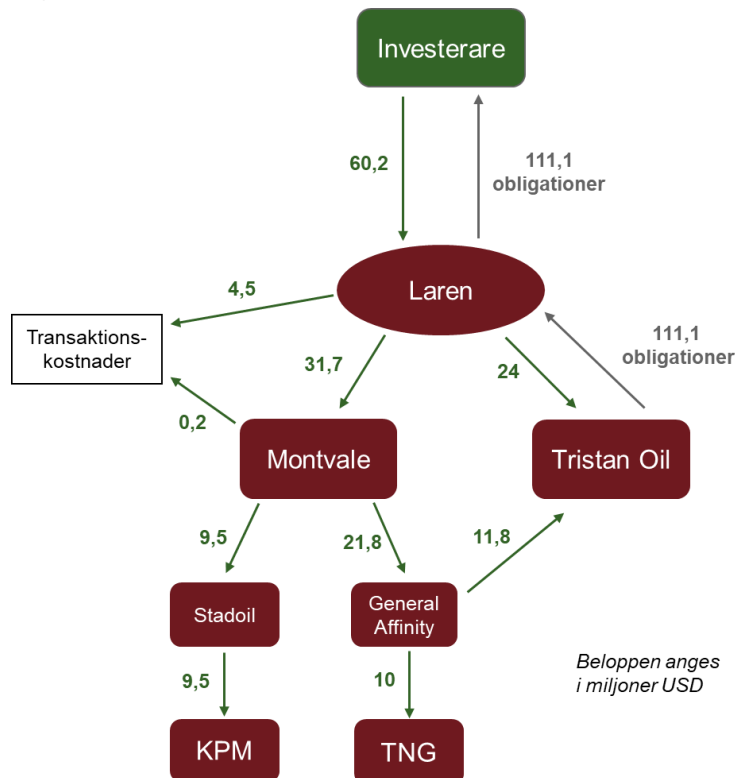 Investerare
60,2
111,1
obligationer
Laren
4,5
Transaktions-
kostnader
31,7
24
111,1
obligationer
0,2
Montvale
Tristan Oil
9,5
21,8
11,8
Stadoil
General
Affinity
9,5
10
Beloppen anges
i miljoner USD
KPM
TNG